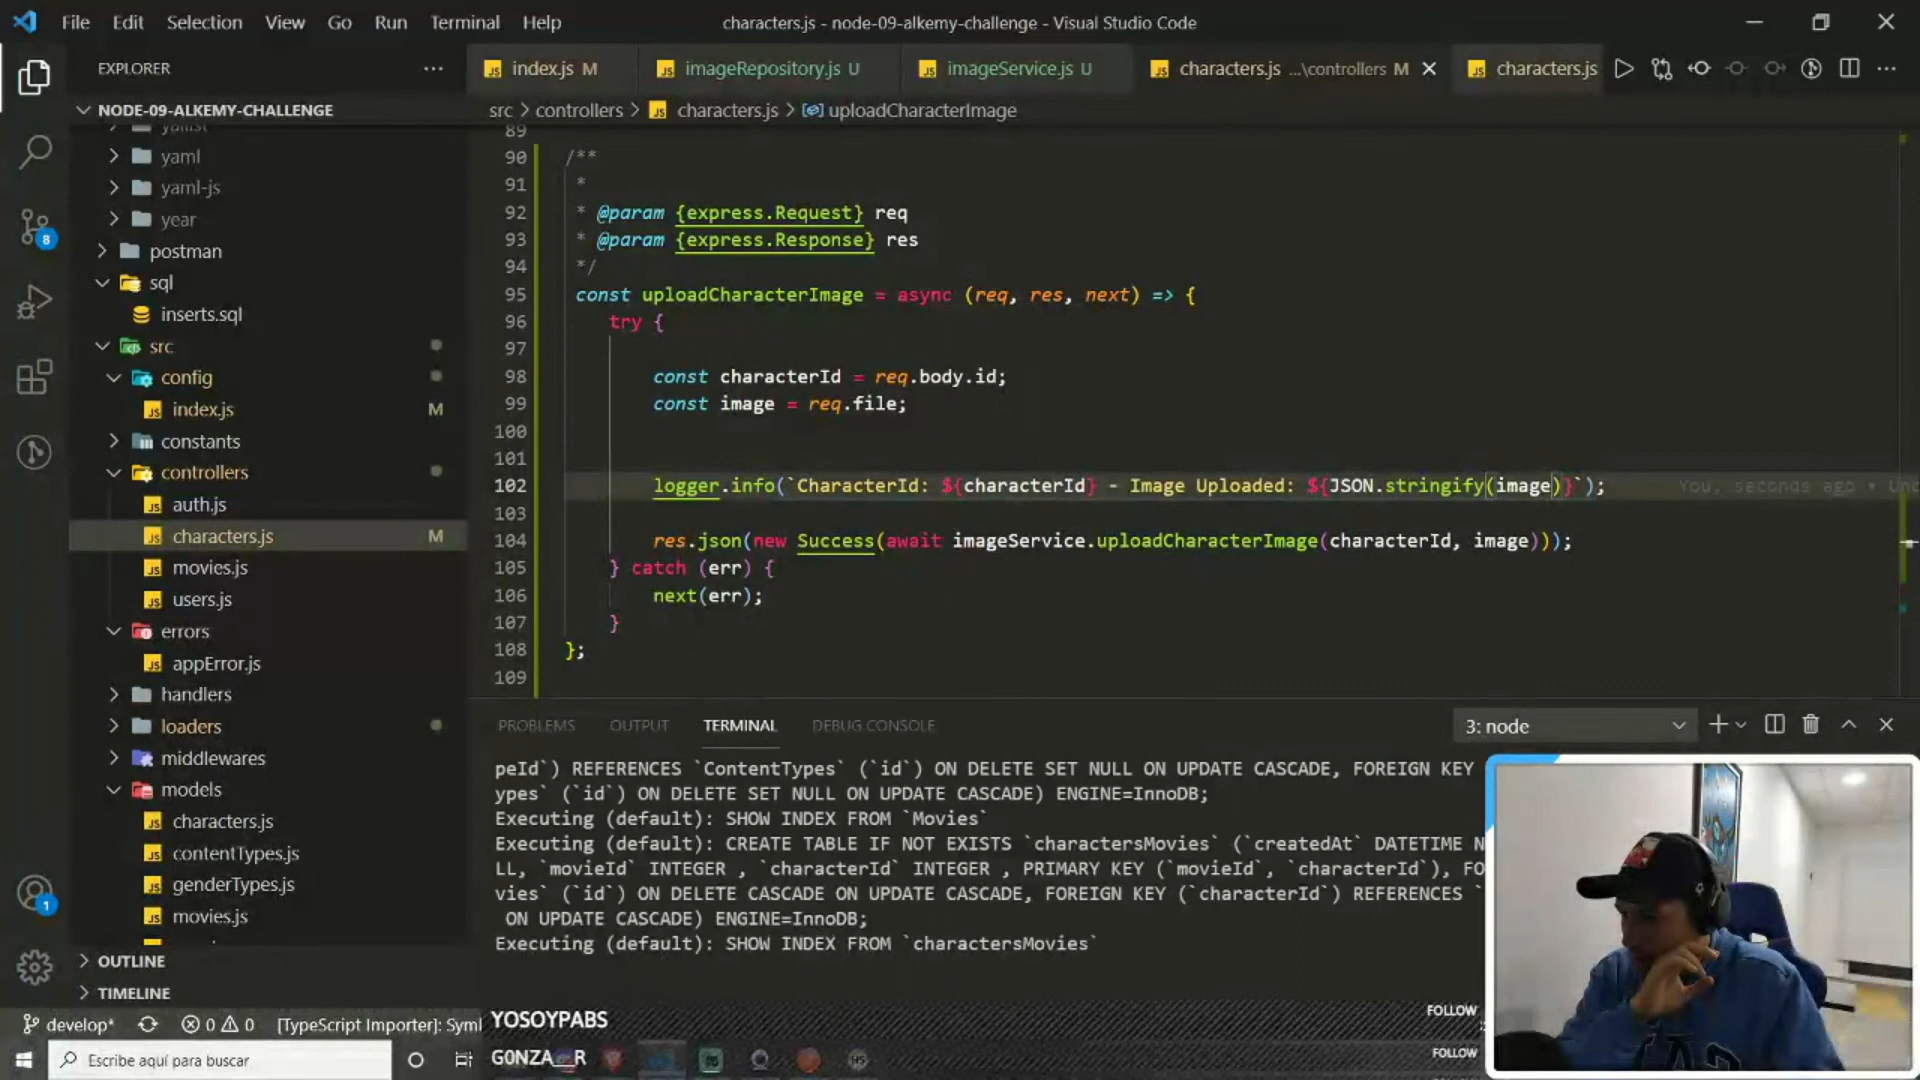 File Edit Selection View Go Run Terminal Help
characters.js - node-09-alkemy-challenge - Visual Studio Code
EXPLORER
NODE-09-ALKEMY-CHALLENGE
yallist
yaml
yaml-js
year
postman
sql
inserts.sql
src
config
index.js M
constants
controllers
auth.js
characters.js M
movies.js
users.js
errors
appError.js
handlers
loaders
middlewares
models
characters.js
contentTypes.js
genderTypes.js
movies.js
OUTLINE
TIMELINE
8
1
index.js M
imageRepository.js U
imageService.js U
characters.js ...\controllers M
characters.js
src > controllers > characters.js > uploadCharacterImage
89
90 /**
91 *
92 * @param {express.Request} req
93 * @param {express.Response} res
94 */
95 const uploadCharacterImage = async (req, res, next) => {
96 try {
97
98 const characterId = req.body.id;
99 const image = req.file;
100
101
102 logger.info(`CharacterId: ${characterId} - Image Uploaded: ${JSON.stringify(image)}`); You, seconds ago • Unc
103
104 res.json(new Success(await imageService.uploadCharacterImage(characterId, image)));
105 } catch (err) {
106 next(err);
107 }
108 };
109
PROBLEMS OUTPUT TERMINAL DEBUG CONSOLE
3: node
peId`) REFERENCES `ContentTypes` (`id`) ON DELETE SET NULL ON UPDATE CASCADE, FOREIGN KEY
ypes` (`id`) ON DELETE SET NULL ON UPDATE CASCADE) ENGINE=InnoDB;
Executing (default): SHOW INDEX FROM `Movies`
Executing (default): CREATE TABLE IF NOT EXISTS `charactersMovies` (`createdAt` DATETIME N
LL, `movieId` INTEGER , `characterId` INTEGER , PRIMARY KEY (`movieId`, `characterId`), FO
vies` (`id`) ON DELETE CASCADE ON UPDATE CASCADE, FOREIGN KEY (`characterId`) REFERENCES `
ON UPDATE CASCADE) ENGINE=InnoDB;
Executing (default): SHOW INDEX FROM `charactersMovies`
develop* 0 0 [TypeScript Importer]: Syml
YOSOYPABS FOLLOW
G0NZA__R FOLLOW
Escribe aquí para buscar